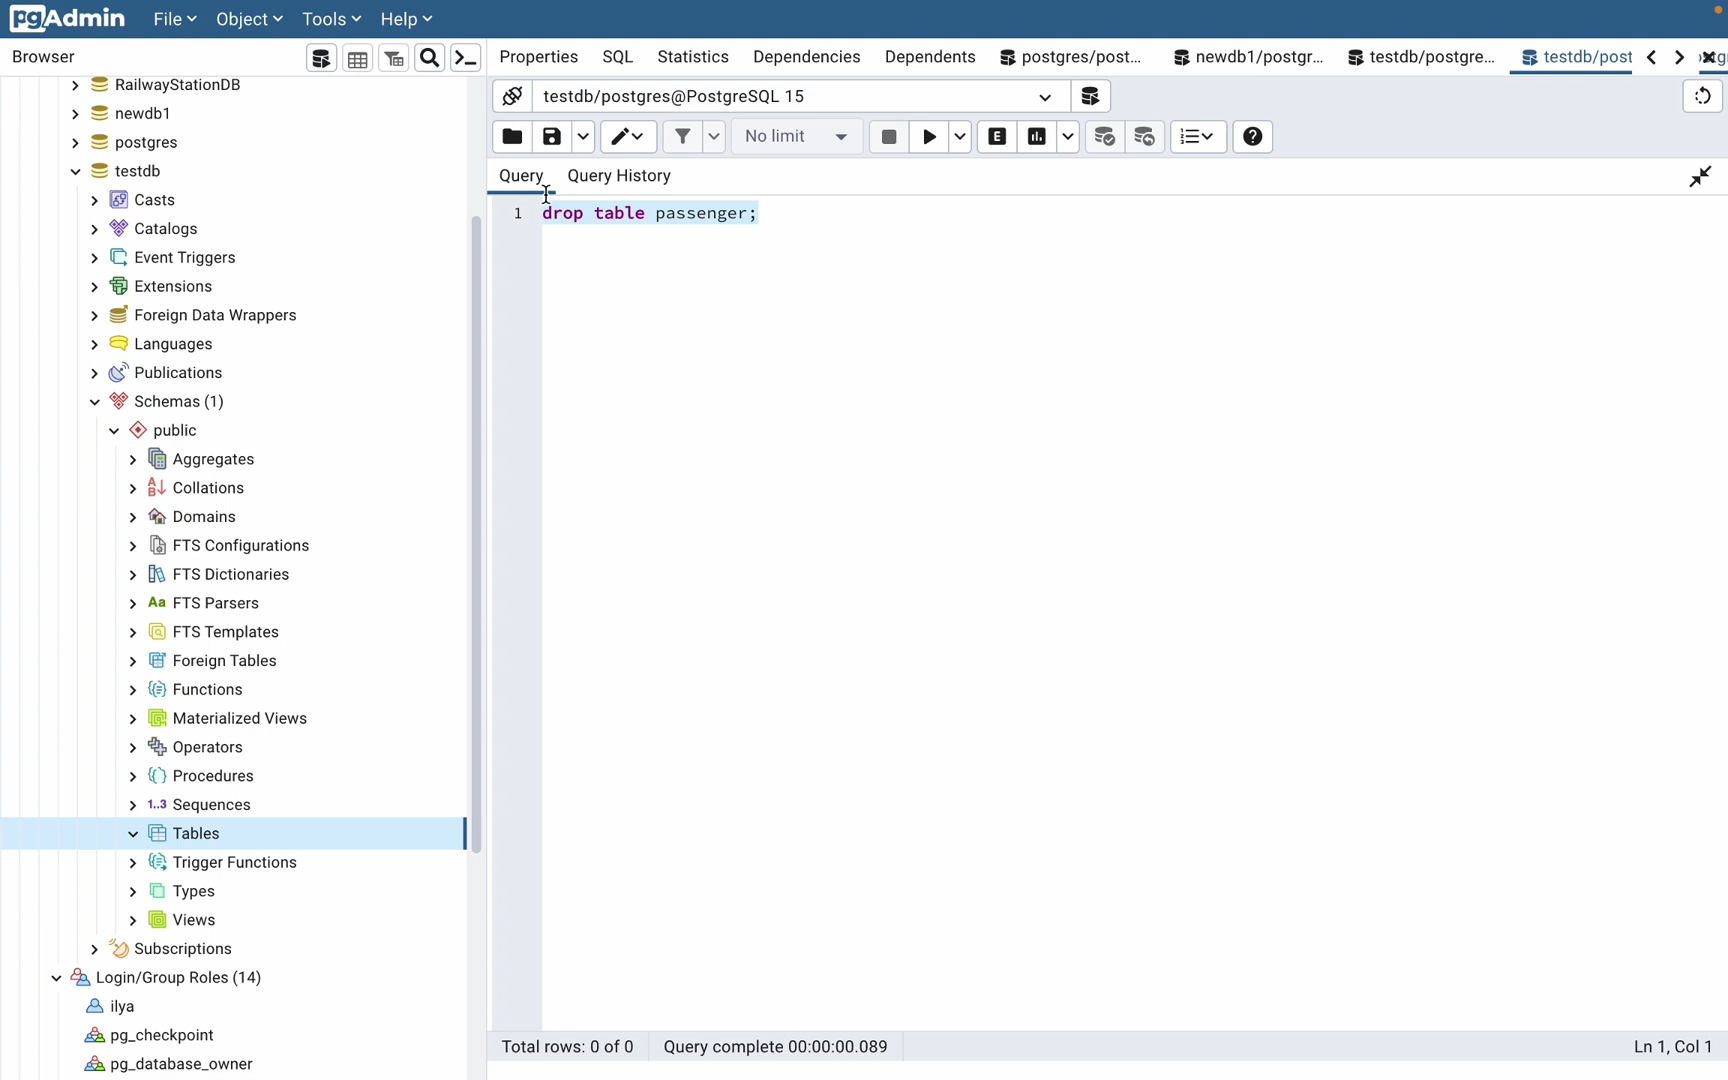 pgAdmin File Object Tools Help
Browser
Properties SQL Statistics Dependencies Dependents postgres/post... newdb1/postgr... testdb/postgre... testdb/post
testdb/postgres@PostgreSQL 15
No limit
E
Query Query History
1 drop table passenger;
RailwayStationDB
newdb1
postgres
testdb
Casts
Catalogs
Event Triggers
Extensions
Foreign Data Wrappers
Languages
Publications
Schemas (1)
public
Aggregates
Collations
Domains
FTS Configurations
FTS Dictionaries
Aa FTS Parsers
FTS Templates
Foreign Tables
Functions
Materialized Views
Operators
Procedures
1..3 Sequences
Tables
Trigger Functions
Types
Views
Subscriptions
Login/Group Roles (14)
ilya
pg_checkpoint
pg_database_owner
Total rows: 0 of 0 Query complete 00:00:00.089 Ln 1, Col 1